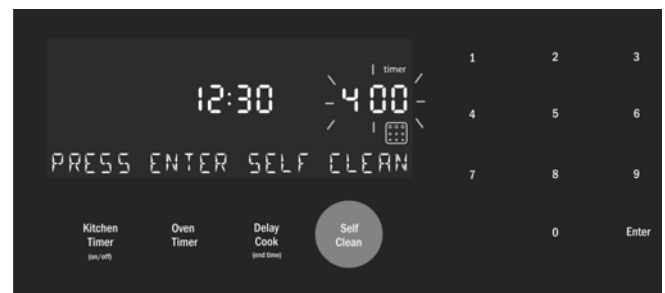 timer
12:30 4 00
PRESS ENTER SELF CLEAN
Kitchen Timer (on/off)
Oven Timer
Delay Cook (end time)
Self Clean
1 2 3
4 5 6
7 8 9
0 Enter